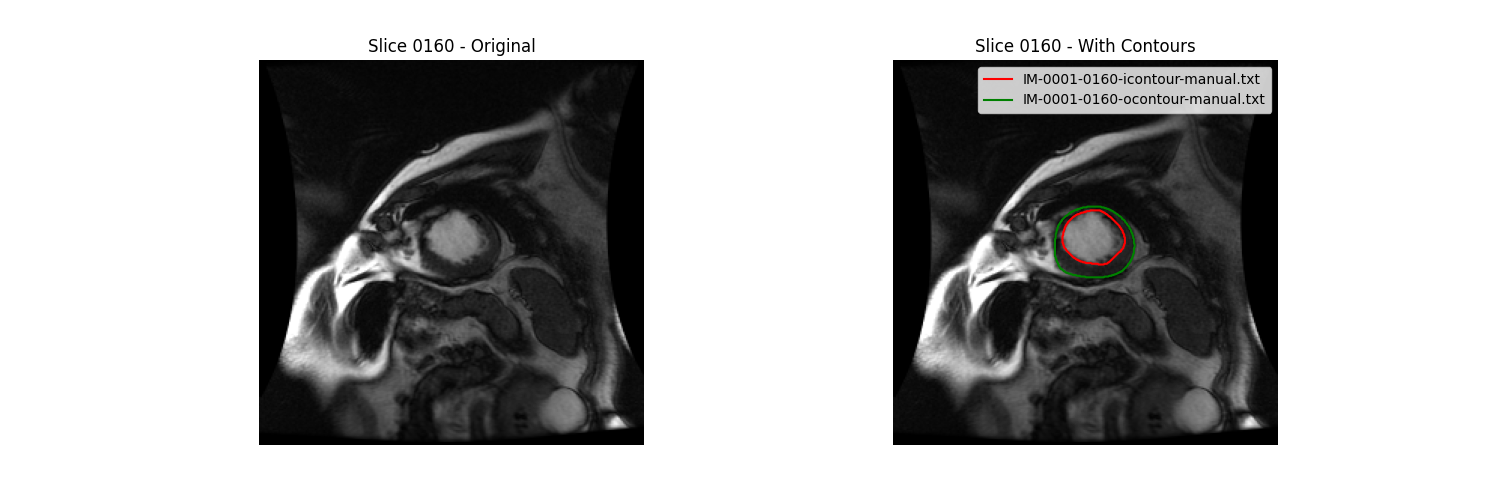 Slice 0160 - Original
Slice 0160 - With Contours
IM-0001-0160-icontour-manual.txt
IM-0001-0160-ocontour-manual.txt